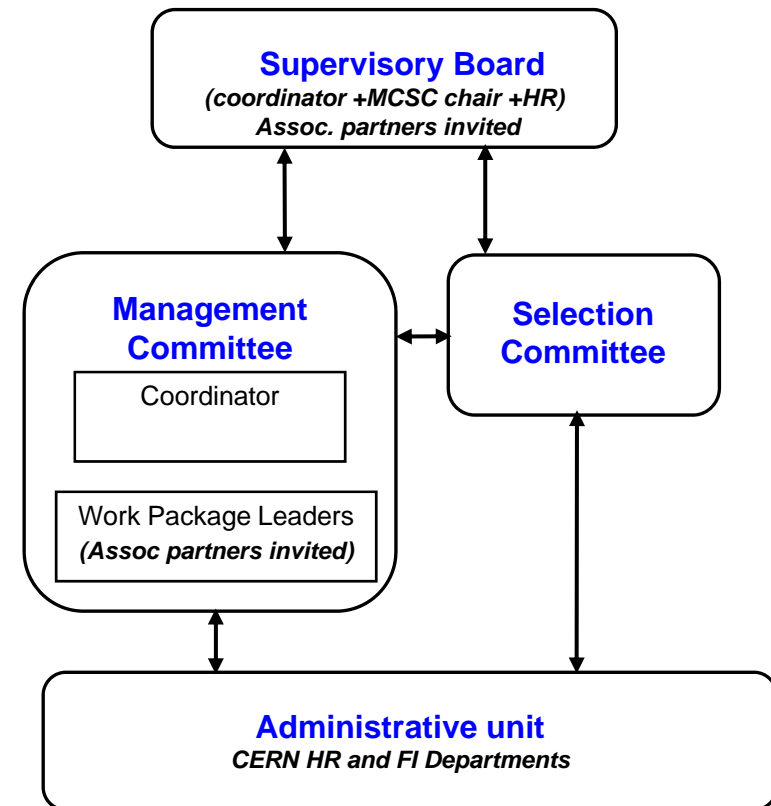 Supervisory Board
(coordinator +MCSC chair +HR)
Assoc. partners invited
Management
Committee
Coordinator
Work Package Leaders
(Assoc partners invited)
Selection
Committee
Administrative unit
CERN HR and FI Departments